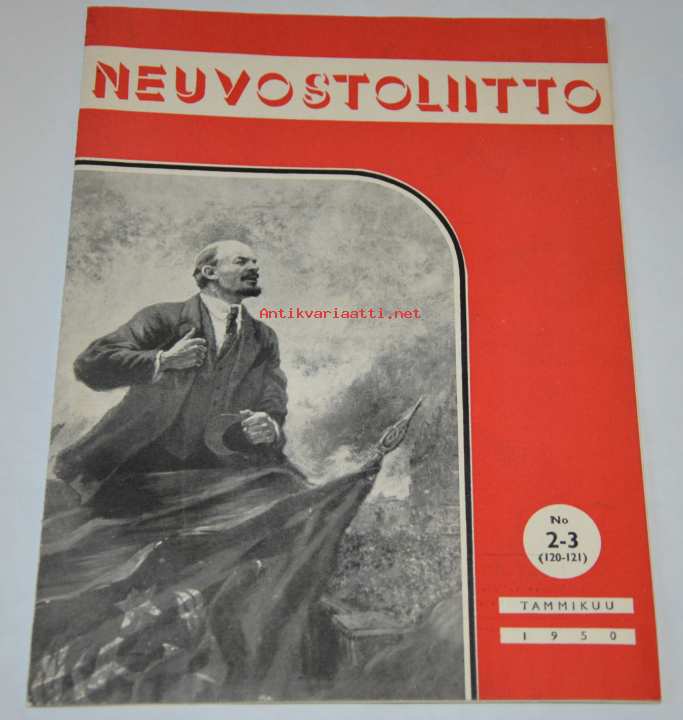 NEUVOSTOLIITTO
Antikvariaatti.net
No
2-3
(120-121)
TAMMIKUU
1950